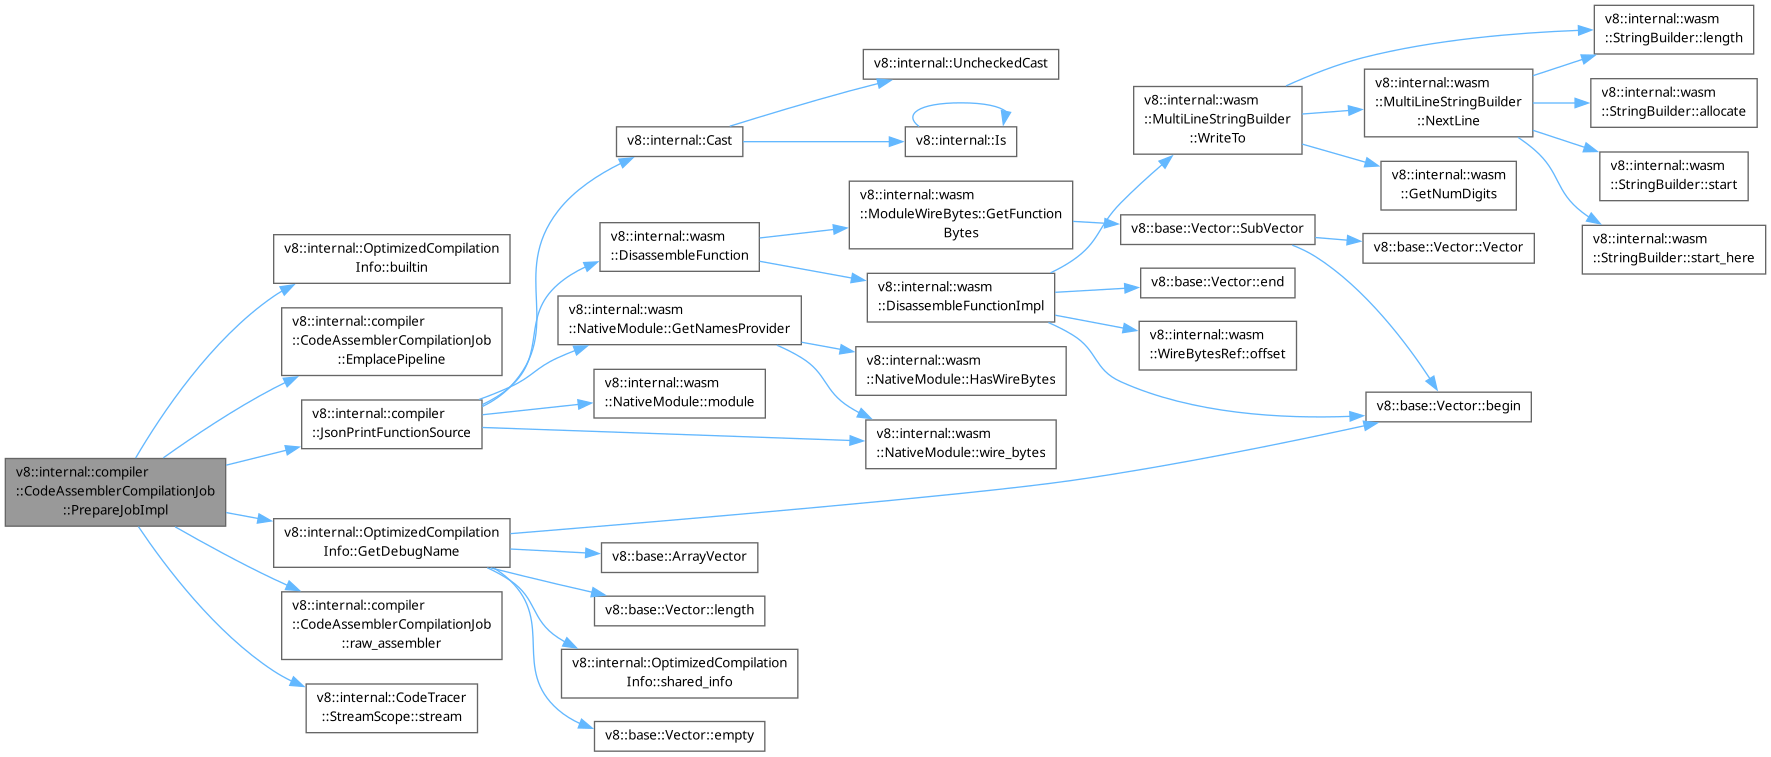 v8::internal::compiler
::CodeAssemblerCompilationJob
::PrepareJobImpl
v8::internal::OptimizedCompilation
Info::builtin
v8::internal::compiler
::CodeAssemblerCompilationJob
::EmplacePipeline
v8::internal::compiler
::JsonPrintFunctionSource
v8::internal::OptimizedCompilation
Info::GetDebugName
v8::internal::compiler
::CodeAssemblerCompilationJob
::raw_assembler
v8::internal::CodeTracer
::StreamScope::stream
v8::internal::Cast
v8::internal::wasm
::DisassembleFunction
v8::internal::wasm
::NativeModule::GetNamesProvider
v8::internal::wasm
::NativeModule::module
v8::base::ArrayVector
v8::base::Vector::length
v8::internal::OptimizedCompilation
Info::shared_info
v8::base::Vector::empty
v8::internal::UncheckedCast
v8::internal::Is
v8::internal::wasm
::ModuleWireBytes::GetFunction
Bytes
v8::internal::wasm
::DisassembleFunctionImpl
v8::internal::wasm
::NativeModule::HasWireBytes
v8::internal::wasm
::NativeModule::wire_bytes
v8::internal::wasm
::MultiLineStringBuilder
::WriteTo
v8::base::Vector::SubVector
v8::base::Vector::end
v8::internal::wasm
::WireBytesRef::offset
v8::internal::wasm
::MultiLineStringBuilder
::NextLine
v8::internal::wasm
::GetNumDigits
v8::base::Vector::Vector
v8::base::Vector::begin
v8::internal::wasm
::StringBuilder::length
v8::internal::wasm
::StringBuilder::allocate
v8::internal::wasm
::StringBuilder::start
v8::internal::wasm
::StringBuilder::start_here